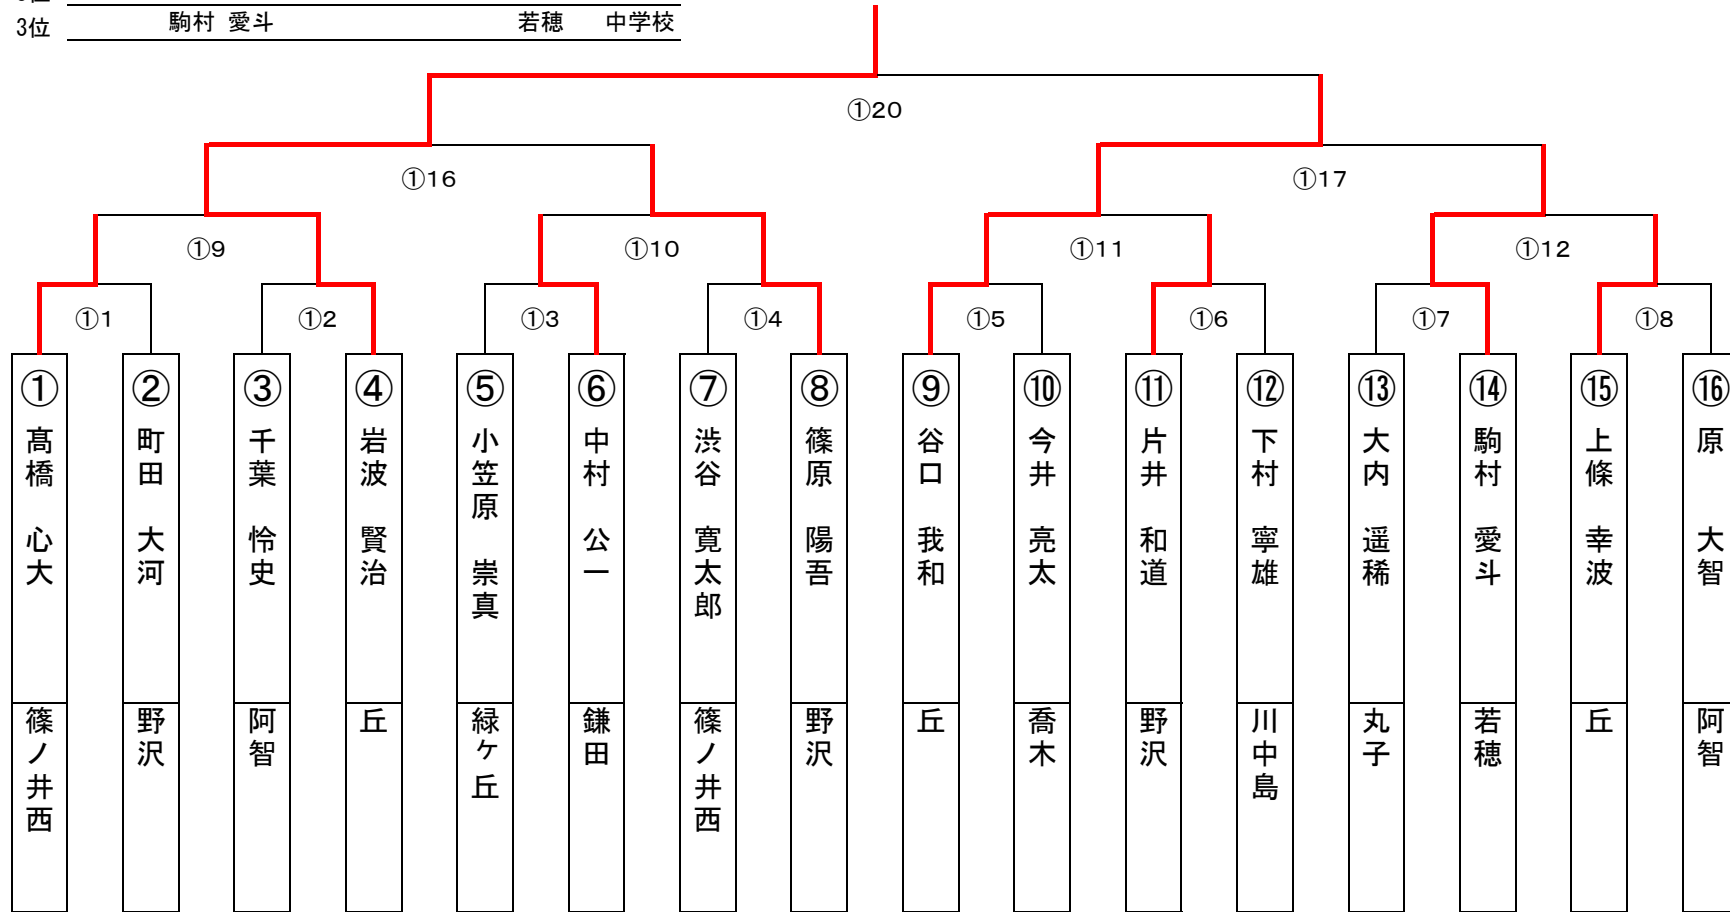 3位 駒村 愛斗 若穂 中学校
①20
①16 ①17
①9 ①10 ①11 ①12
①1 ①2 ①3 ①4 ①5 ①6 ①7 ①8
① 髙橋 心大 篠ノ井西
② 町田 大河 野沢
③ 千葉 怜史 阿智
④ 岩波 賢治 丘
⑤ 小笠原 崇真 緑ケ丘
⑥ 中村 公一 鎌田
⑦ 渋谷 寛太郎 篠ノ井西
⑧ 篠原 陽吾 野沢
⑨ 谷口 我和 丘
⑩ 今井 亮太 喬木
⑪ 片井 和道 野沢
⑫ 下村 寧雄 川中島
⑬ 大内 遥稀 丸子
⑭ 駒村 愛斗 若穂
⑮ 上條 幸波 丘
⑯ 原 大智 阿智